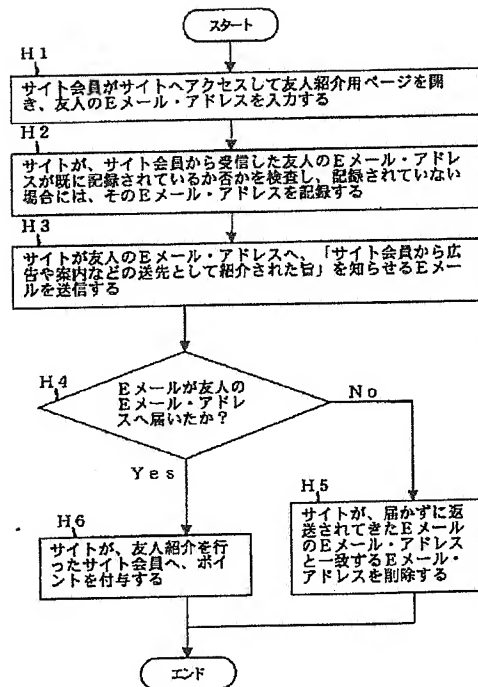 スタート
H1
サイト会員がサイトへアクセスして友人紹介用ページを開
き、友人のEメール・アドレスを入力する
H2
サイトが、サイト会員から受信した友人のEメール・アドレ
スが既に記録されているか否かを検査し、記録されていない
場合には、そのEメール・アドレスを記録する
H3
サイトが友人のEメール・アドレスへ、「サイト会員から広
告や案内などの送先として紹介された旨」を知らせるEメー
ルを送信する
H4
Eメールが友人の
Eメール・アドレ
スへ届いたか?
No
Yes
H5
サイトが、届かずに返
送されてきたEメール
のEメール・アドレス
と一致するEメール・
アドレスを削除する
H6
サイトが、友人紹介を行
ったサイト会員へ、ポイ
ントを付与する
エンド